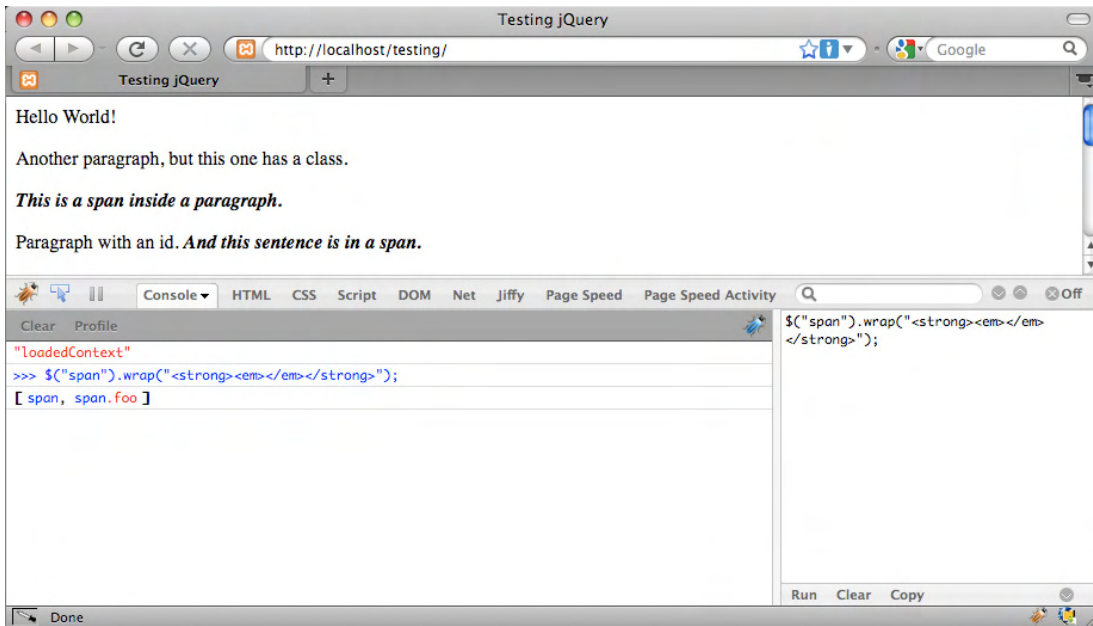 Testing jQuery
http://localhost/testing/
Google
Testing jQuery
Hello World!
Another paragraph, but this one has a class.
This is a span inside a paragraph.
Paragraph with an id. And this sentence is in a span.
Console HTML CSS Script DOM Net Jiffy Page Speed Page Speed Activity Off
Clear Profile
"loadedContext"
>>> $("span").wrap("<strong><em></em></strong>");
[ span, span.foo ]
$("span").wrap("<strong><em></em>
</strong>");
Run Clear Copy
Done